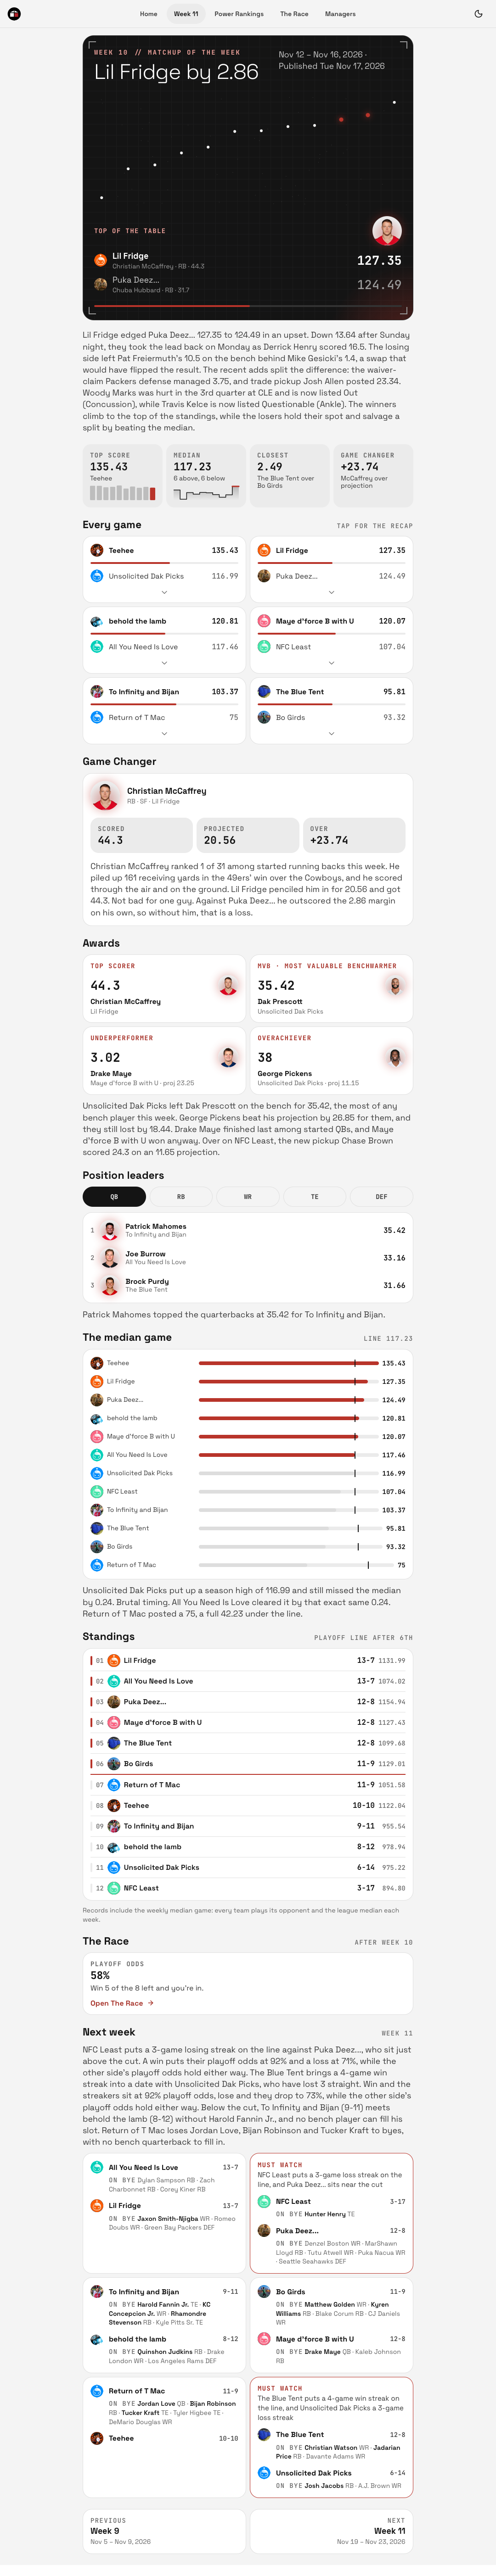 Home Week 11 Power Rankings The Race Managers
WEEK 10 // MATCHUP OF THE WEEK
Lil Fridge by 2.86
Nov 12 – Nov 16, 2026 ·
Published Tue Nov 17, 2026
TOP OF THE TABLE
Lil Fridge
Christian McCaffrey · RB · 44.3
127.35
Puka Deez...
Chuba Hubbard · RB · 31.7
124.49
Lil Fridge edged Puka Deez... 127.35 to 124.49 in an upset. Down 13.64 after Sunday
night, they took the lead back on Monday as Derrick Henry scored 16.5. The losing
side left Pat Freiermuth's 10.5 on the bench behind Mike Gesicki's 1.4, a swap that
would have flipped the result. The recent adds split the difference: the waiver-
claim Packers defense managed 3.75, and trade pickup Josh Allen posted 23.34.
Woody Marks was hurt in the 3rd quarter at CLE and is now listed Out
(Concussion), while Travis Kelce is now listed Questionable (Ankle). The winners
climb to the top of the standings, while the losers hold their spot and salvage a
split by beating the median.
TOP SCORE
135.43
Teehee
MEDIAN
117.23
6 above, 6 below
CLOSEST
2.49
The Blue Tent over
Bo Girds
GAME CHANGER
+23.74
McCaffrey over
projection
Every game
TAP FOR THE RECAP
Teehee 135.43
Unsolicited Dak Picks 116.99
Lil Fridge 127.35
Puka Deez... 124.49
behold the lamb 120.81
All You Need Is Love 117.46
Maye d'force B with U 120.07
NFC Least 107.04
To Infinity and Bijan 103.37
Return of T Mac 75
The Blue Tent 95.81
Bo Girds 93.32
Game Changer
Christian McCaffrey
RB · SF · Lil Fridge
SCORED
44.3
PROJECTED
20.56
OVER
+23.74
Christian McCaffrey ranked 1 of 31 among started running backs this week. He
piled up 161 receiving yards in the 49ers' win over the Cowboys, and he scored
through the air and on the ground. Lil Fridge penciled him in for 20.56 and got
44.3. Not bad for one guy. Against Puka Deez... he outscored the 2.86 margin
on his own, so without him, that is a loss.
Awards
TOP SCORER
44.3
Christian McCaffrey
Lil Fridge
MVB · MOST VALUABLE BENCHWARMER
35.42
Dak Prescott
Unsolicited Dak Picks
UNDERPERFORMER
3.02
Drake Maye
Maye d'force B with U · proj 23.25
OVERACHIEVER
38
George Pickens
Unsolicited Dak Picks · proj 11.15
Unsolicited Dak Picks left Dak Prescott on the bench for 35.42, the most of any
bench player this week. George Pickens beat his projection by 26.85 for them, and
they still lost by 18.44. Drake Maye finished last among started QBs, and Maye
d'force B with U won anyway. Over on NFC Least, the new pickup Chase Brown
scored 24.3 on an 11.65 projection.
Position leaders
QB RB WR TE DEF
1 Patrick Mahomes 35.42
To Infinity and Bijan
2 Joe Burrow 33.16
All You Need Is Love
3 Brock Purdy 31.66
The Blue Tent
Patrick Mahomes topped the quarterbacks at 35.42 for To Infinity and Bijan.
The median game
LINE 117.23
Teehee 135.43
Lil Fridge 127.35
Puka Deez... 124.49
behold the lamb 120.81
Maye d'force B with U 120.07
All You Need Is Love 117.46
Unsolicited Dak Picks 116.99
NFC Least 107.04
To Infinity and Bijan 103.37
The Blue Tent 95.81
Bo Girds 93.32
Return of T Mac 75
Unsolicited Dak Picks put up a season high of 116.99 and still missed the median
by 0.24. Brutal timing. All You Need Is Love cleared it by that exact same 0.24.
Return of T Mac posted a 75, a full 42.23 under the line.
Standings
PLAYOFF LINE AFTER 6TH
01 Lil Fridge 13-7 1131.99
02 All You Need Is Love 13-7 1074.02
03 Puka Deez... 12-8 1154.94
04 Maye d'force B with U 12-8 1127.43
05 The Blue Tent 12-8 1099.68
06 Bo Girds 11-9 1129.01
07 Return of T Mac 11-9 1051.58
08 Teehee 10-10 1122.04
09 To Infinity and Bijan 9-11 955.54
10 behold the lamb 8-12 978.94
11 Unsolicited Dak Picks 6-14 975.22
12 NFC Least 3-17 894.80
Records include the weekly median game: every team plays its opponent and the league median each
week.
The Race
AFTER WEEK 10
PLAYOFF ODDS
58%
Win 5 of the 8 left and you're in.
Open The Race
Next week
WEEK 11
NFC Least puts a 3-game losing streak on the line against Puka Deez..., who sit just
above the cut. A win puts their playoff odds at 92% and a loss at 71%, while the
other side's playoff odds hold either way. The Blue Tent brings a 4-game win
streak into a date with Unsolicited Dak Picks, who have lost 3 straight. Win and the
streakers sit at 92% playoff odds, lose and they drop to 73%, while the other side's
playoff odds hold either way. Below the cut, To Infinity and Bijan (9-11) meets
behold the lamb (8-12) without Harold Fannin Jr., and no bench player can fill his
slot. Return of T Mac loses Jordan Love, Bijan Robinson and Tucker Kraft to byes,
with no bench quarterback to fill in.
All You Need Is Love 13-7
ON BYE Dylan Sampson RB · Zach
Charbonnet RB · Corey Kiner RB
Lil Fridge 13-7
ON BYE Jaxon Smith-Njigba WR · Romeo
Doubs WR · Green Bay Packers DEF
MUST WATCH
NFC Least puts a 3-game loss streak on the
line, and Puka Deez... sits near the cut
NFC Least 3-17
ON BYE Hunter Henry TE
Puka Deez... 12-8
ON BYE Denzel Boston WR · MarShawn
Lloyd RB · Tutu Atwell WR · Puka Nacua WR
· Seattle Seahawks DEF
To Infinity and Bijan 9-11
ON BYE Harold Fannin Jr. TE · KC
Concepcion Jr. WR · Rhamondre
Stevenson RB · Kyle Pitts Sr. TE
behold the lamb 8-12
ON BYE Quinshon Judkins RB · Drake
London WR · Los Angeles Rams DEF
Bo Girds 11-9
ON BYE Matthew Golden WR · Kyren
Williams RB · Blake Corum RB · CJ Daniels
WR
Maye d'force B with U 12-8
ON BYE Drake Maye QB · Kaleb Johnson
RB
Return of T Mac 11-9
ON BYE Jordan Love QB · Bijan Robinson
RB · Tucker Kraft TE · Tyler Higbee TE ·
DeMario Douglas WR
Teehee 10-10
MUST WATCH
The Blue Tent puts a 4-game win streak on
the line, and Unsolicited Dak Picks a 3-game
loss streak
The Blue Tent 12-8
ON BYE Christian Watson WR · Jadarian
Price RB · Davante Adams WR
Unsolicited Dak Picks 6-14
ON BYE Josh Jacobs RB · A.J. Brown WR
PREVIOUS
Week 9
Nov 5 – Nov 9, 2026
NEXT
Week 11
Nov 19 – Nov 23, 2026